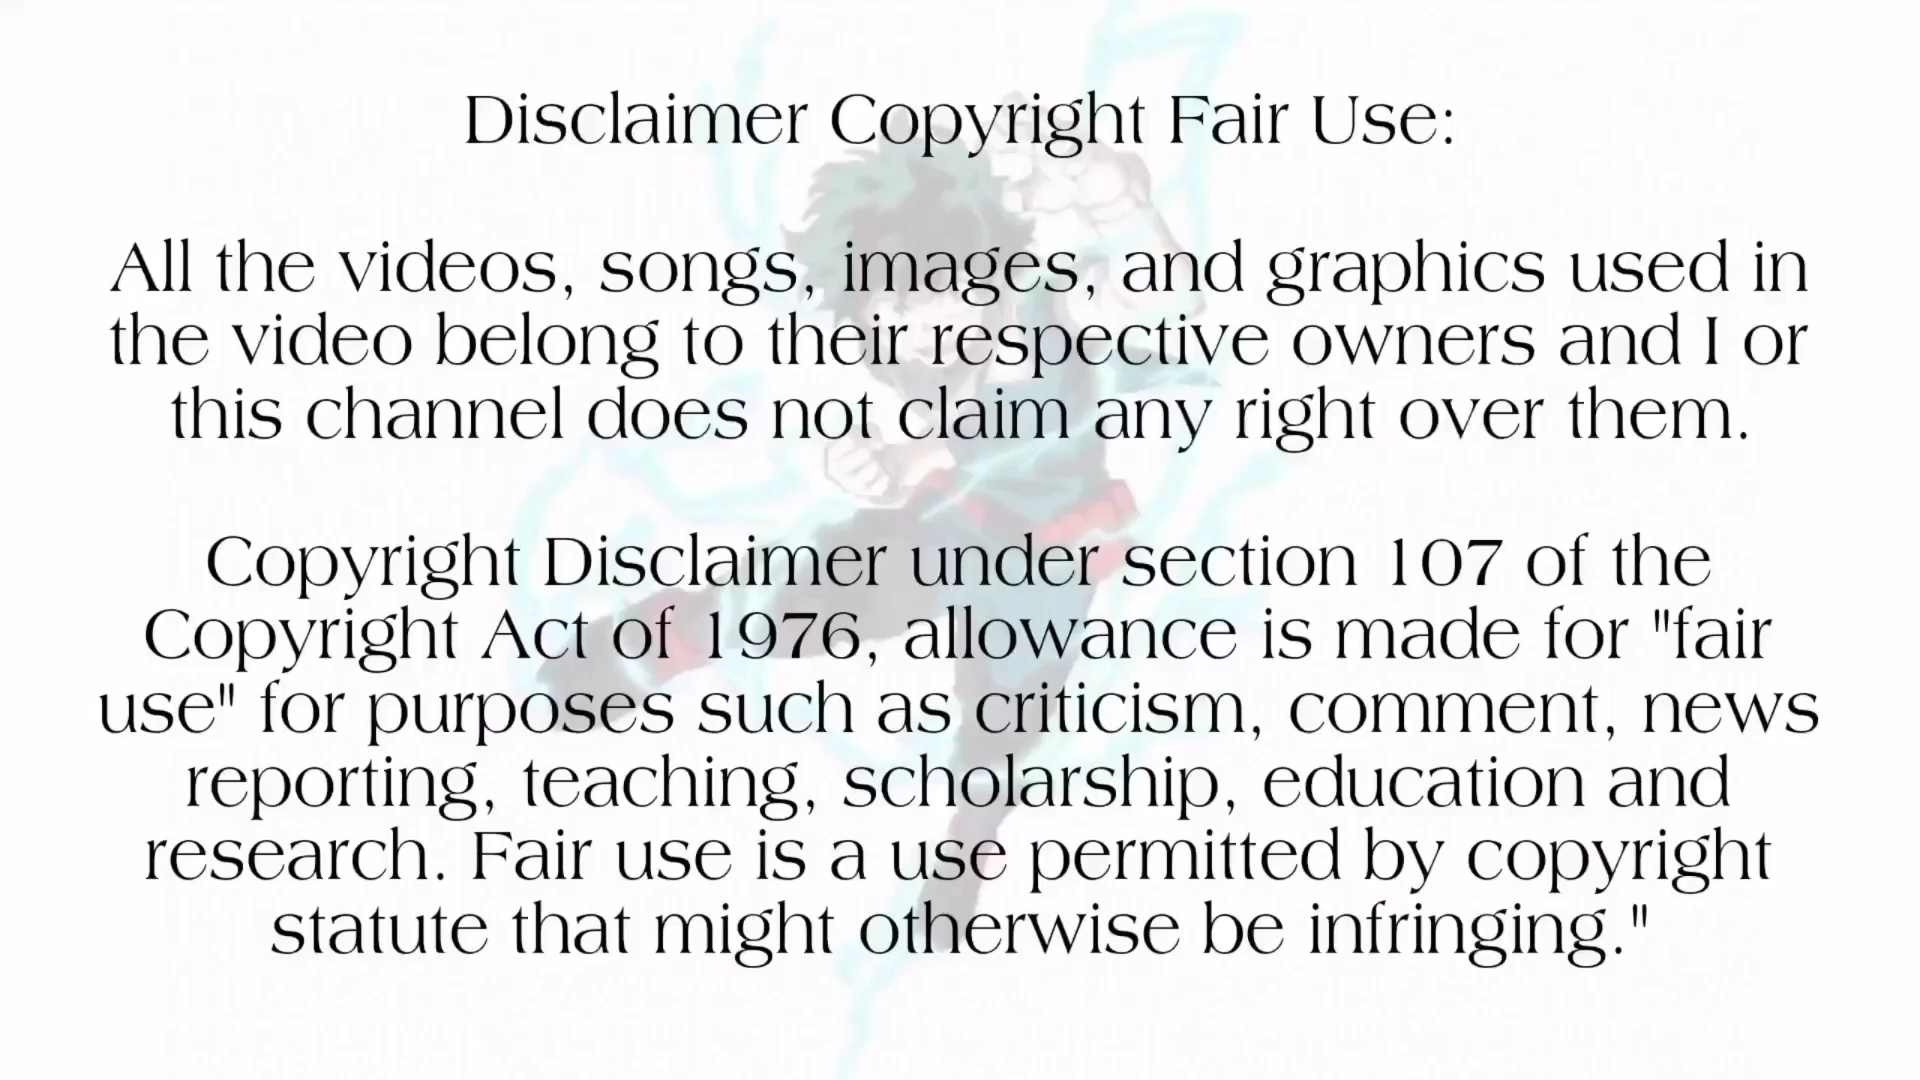 Disclaimer Copyright Fair Use:
All the videos, songs, images, and graphics used in
the video belong to their respective owners and I or
this channel does not claim any right over them.
Copyright Disclaimer under section 107 of the
Copyright Act of 1976, allowance is made for "fair
use" for purposes such as criticism, comment, news
reporting, teaching, scholarship, education and
research. Fair use is a use permitted by copyright
statute that might otherwise be infringing."